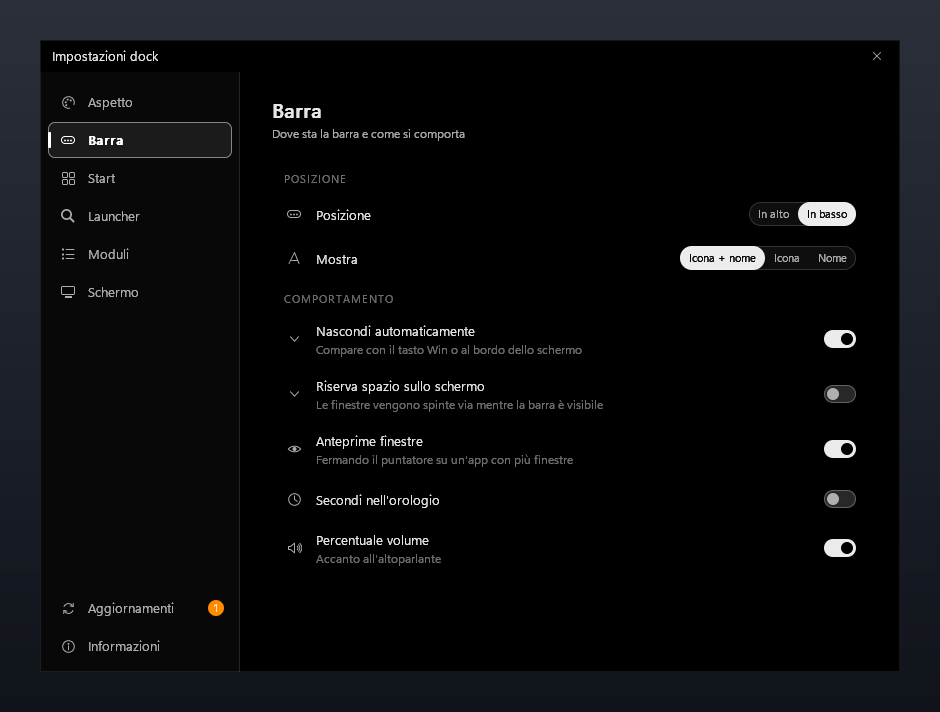 Impostazioni dock
Aspetto
Barra
Start
Launcher
Moduli
Schermo
Aggiornamenti 1
Informazioni
Barra
Dove sta la barra e come si comporta
POSIZIONE
Posizione In alto In basso
Mostra Icona + nome Icona Nome
COMPORTAMENTO
Nascondi automaticamente
Compare con il tasto Win o al bordo dello schermo
Riserva spazio sullo schermo
Le finestre vengono spinte via mentre la barra è visibile
Anteprime finestre
Fermando il puntatore su un'app con più finestre
Secondi nell'orologio
Percentuale volume
Accanto all'altoparlante